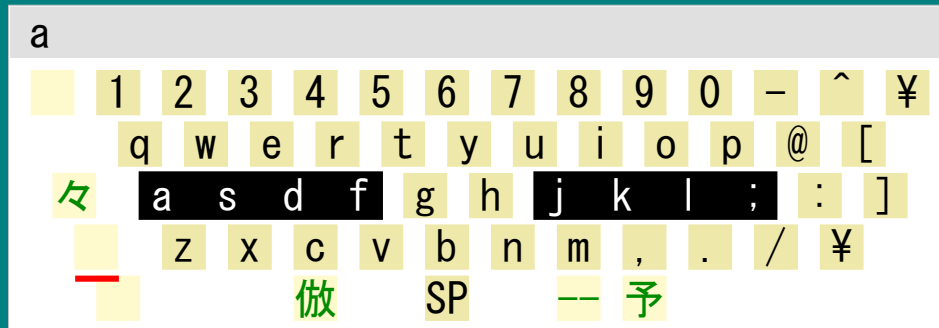 a
1 2 3 4 5 6 7 8 9 0 - ^ ¥
q w e r t y u i o p @ [
々 a s d f g h j k l ; : ]
z x c v b n m , . / ¥
倣 SP -- 予